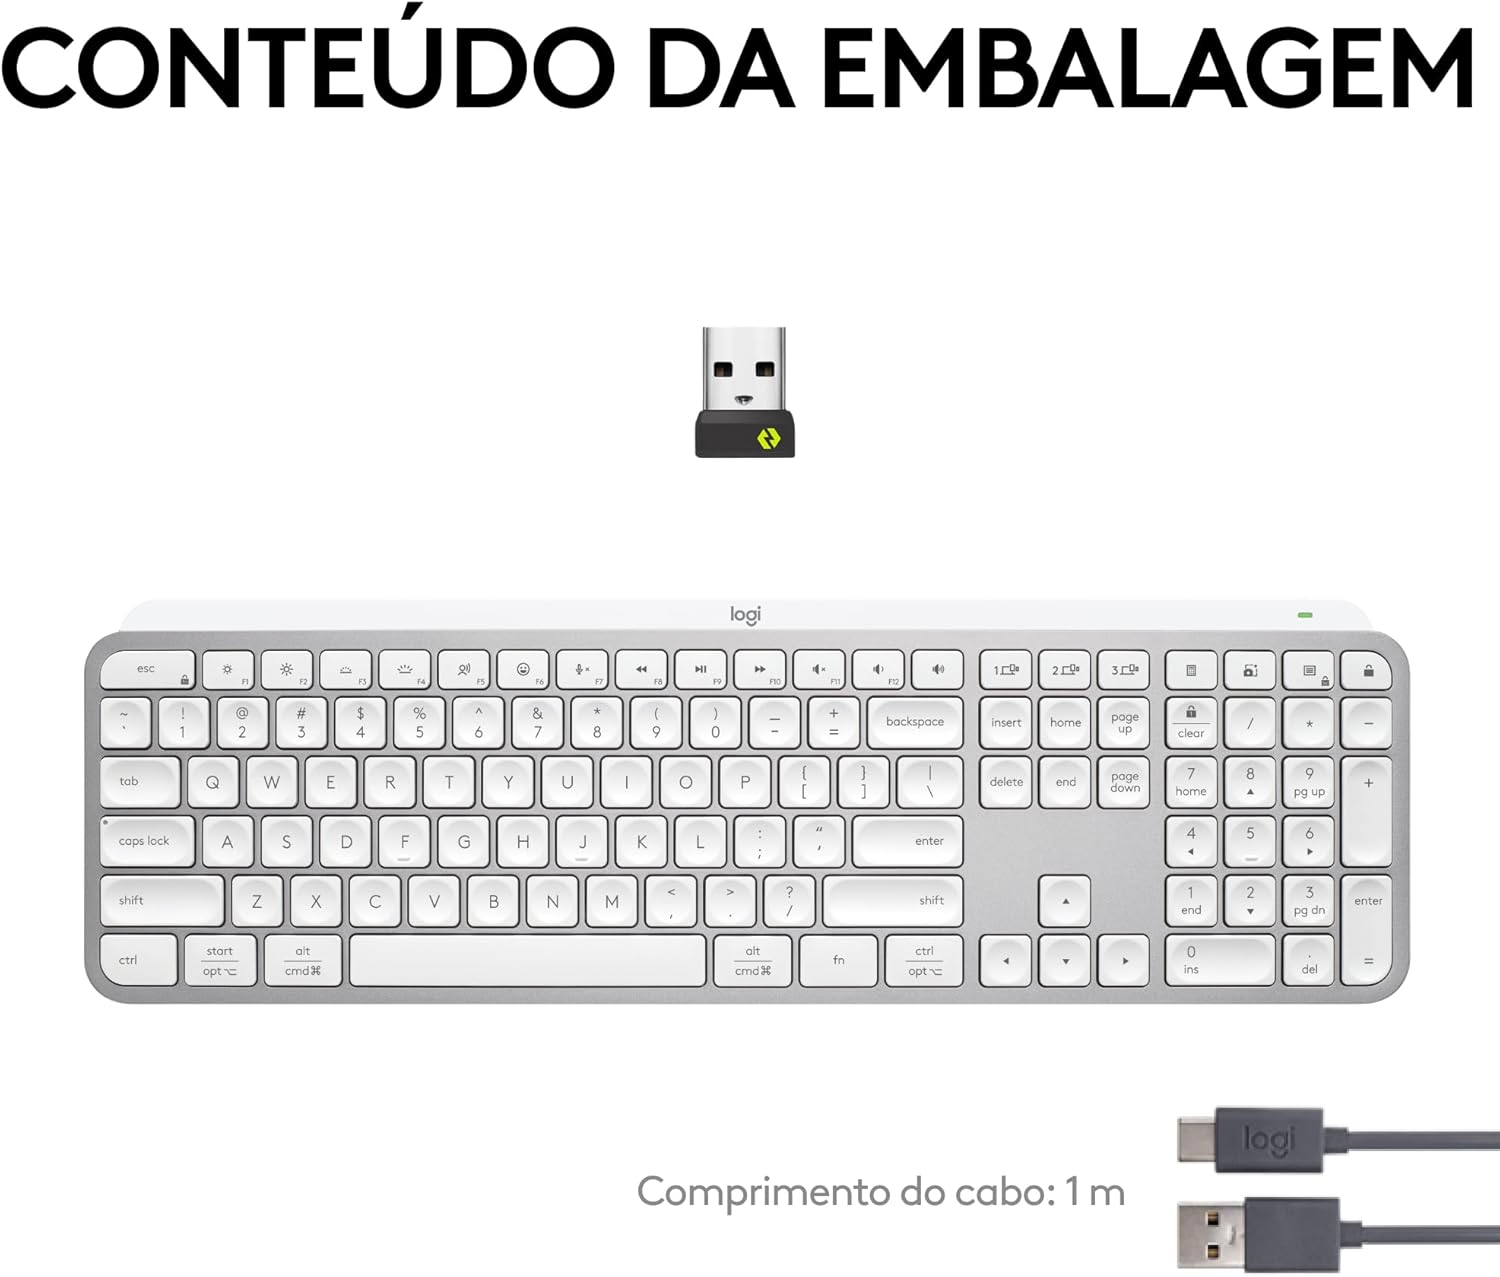 CONTEÚDO DA EMBALAGEM
logi
esc F1 F2 F3 F4 F5 F6 F7 F8 F9 F10 F11 F12 1 2 3
~ ` ! 1 @ 2 # 3 $ 4 % 5 ^ 6 & 7 * 8 ( 9 ) 0 _ - + = backspace insert home page up clear / * -
tab Q W E R T Y U I O P { [ } ] | \ delete end page down 7 home 8 9 pg up +
caps lock A S D F G H J K L : ; “ ‘ enter 4 5 6
shift Z X C V B N M < , > . ? / shift 1 end 2 3 pg dn enter =
ctrl start opt ⌥ alt cmd ⌘ alt cmd ⌘ fn ctrl opt ⌥ 0 ins . del
logi
Comprimento do cabo: 1 m